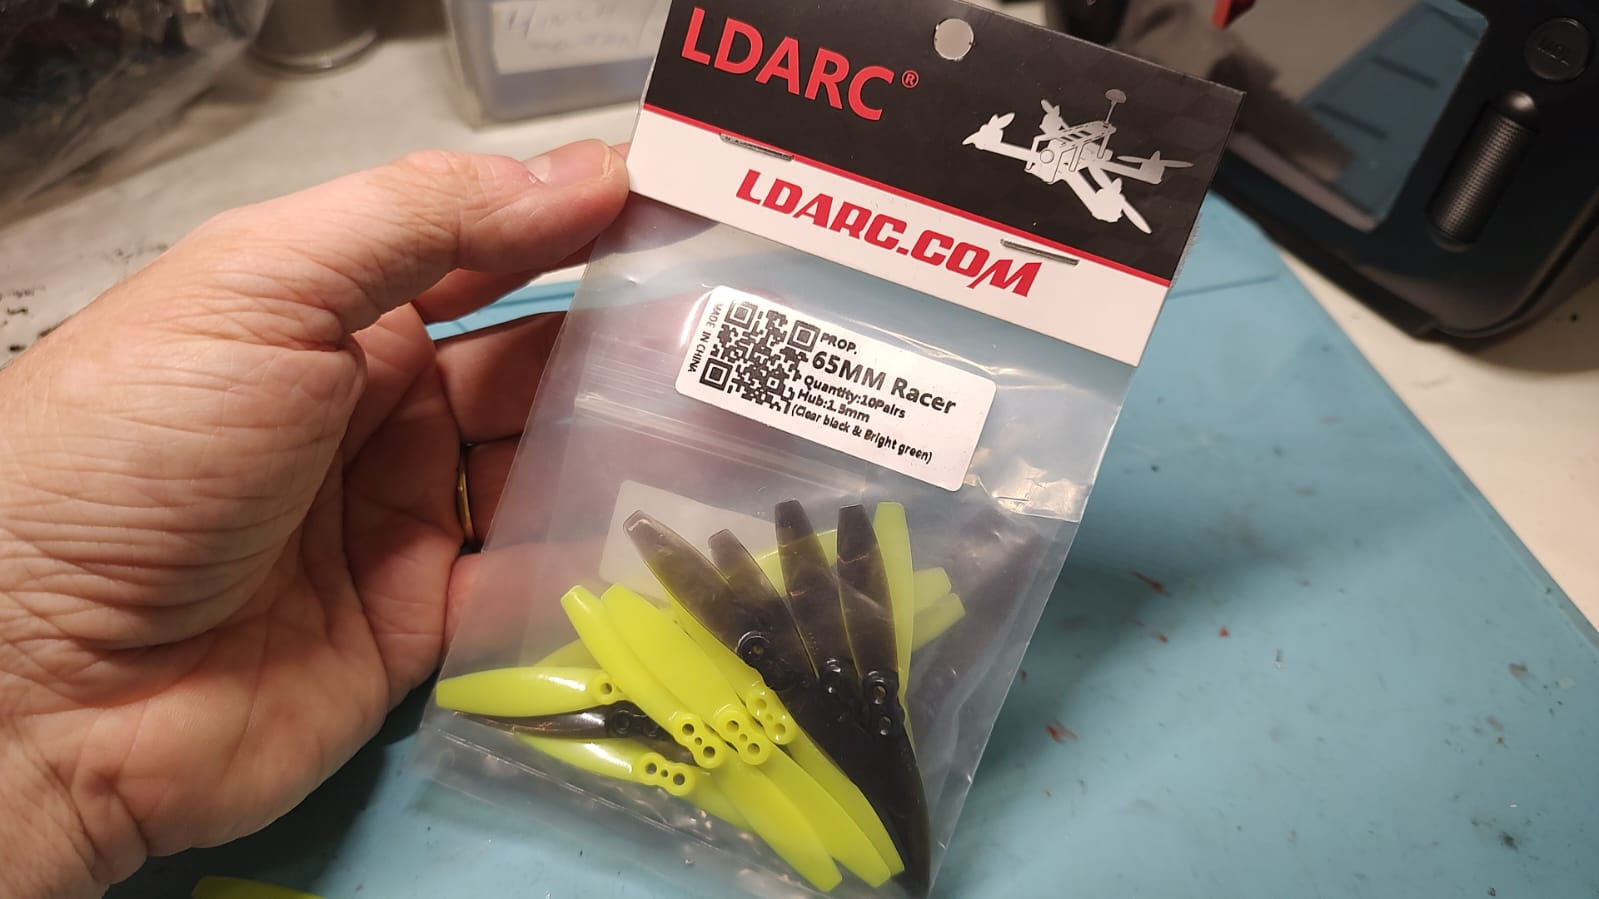 LDARC®
LDARC.COM
MADE IN CHINA
PROP.
65MM Racer
Quantity:10Pairs
Hub:1.5mm
(Clear black & Bright green)